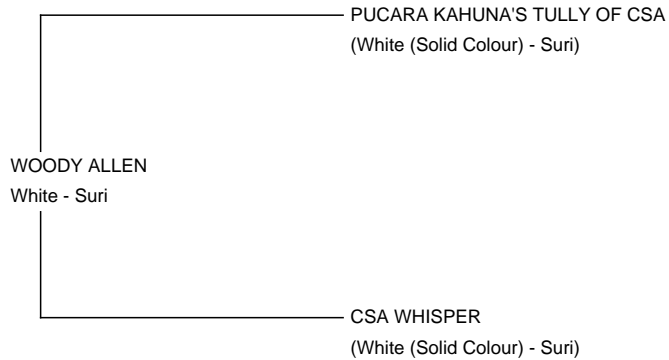 PUCARA KAHUNA'S TULLY OF CSA
(White (Solid Colour) - Suri)
WOODY ALLEN
White - Suri
CSA WHISPER
(White (Solid Colour) - Suri)